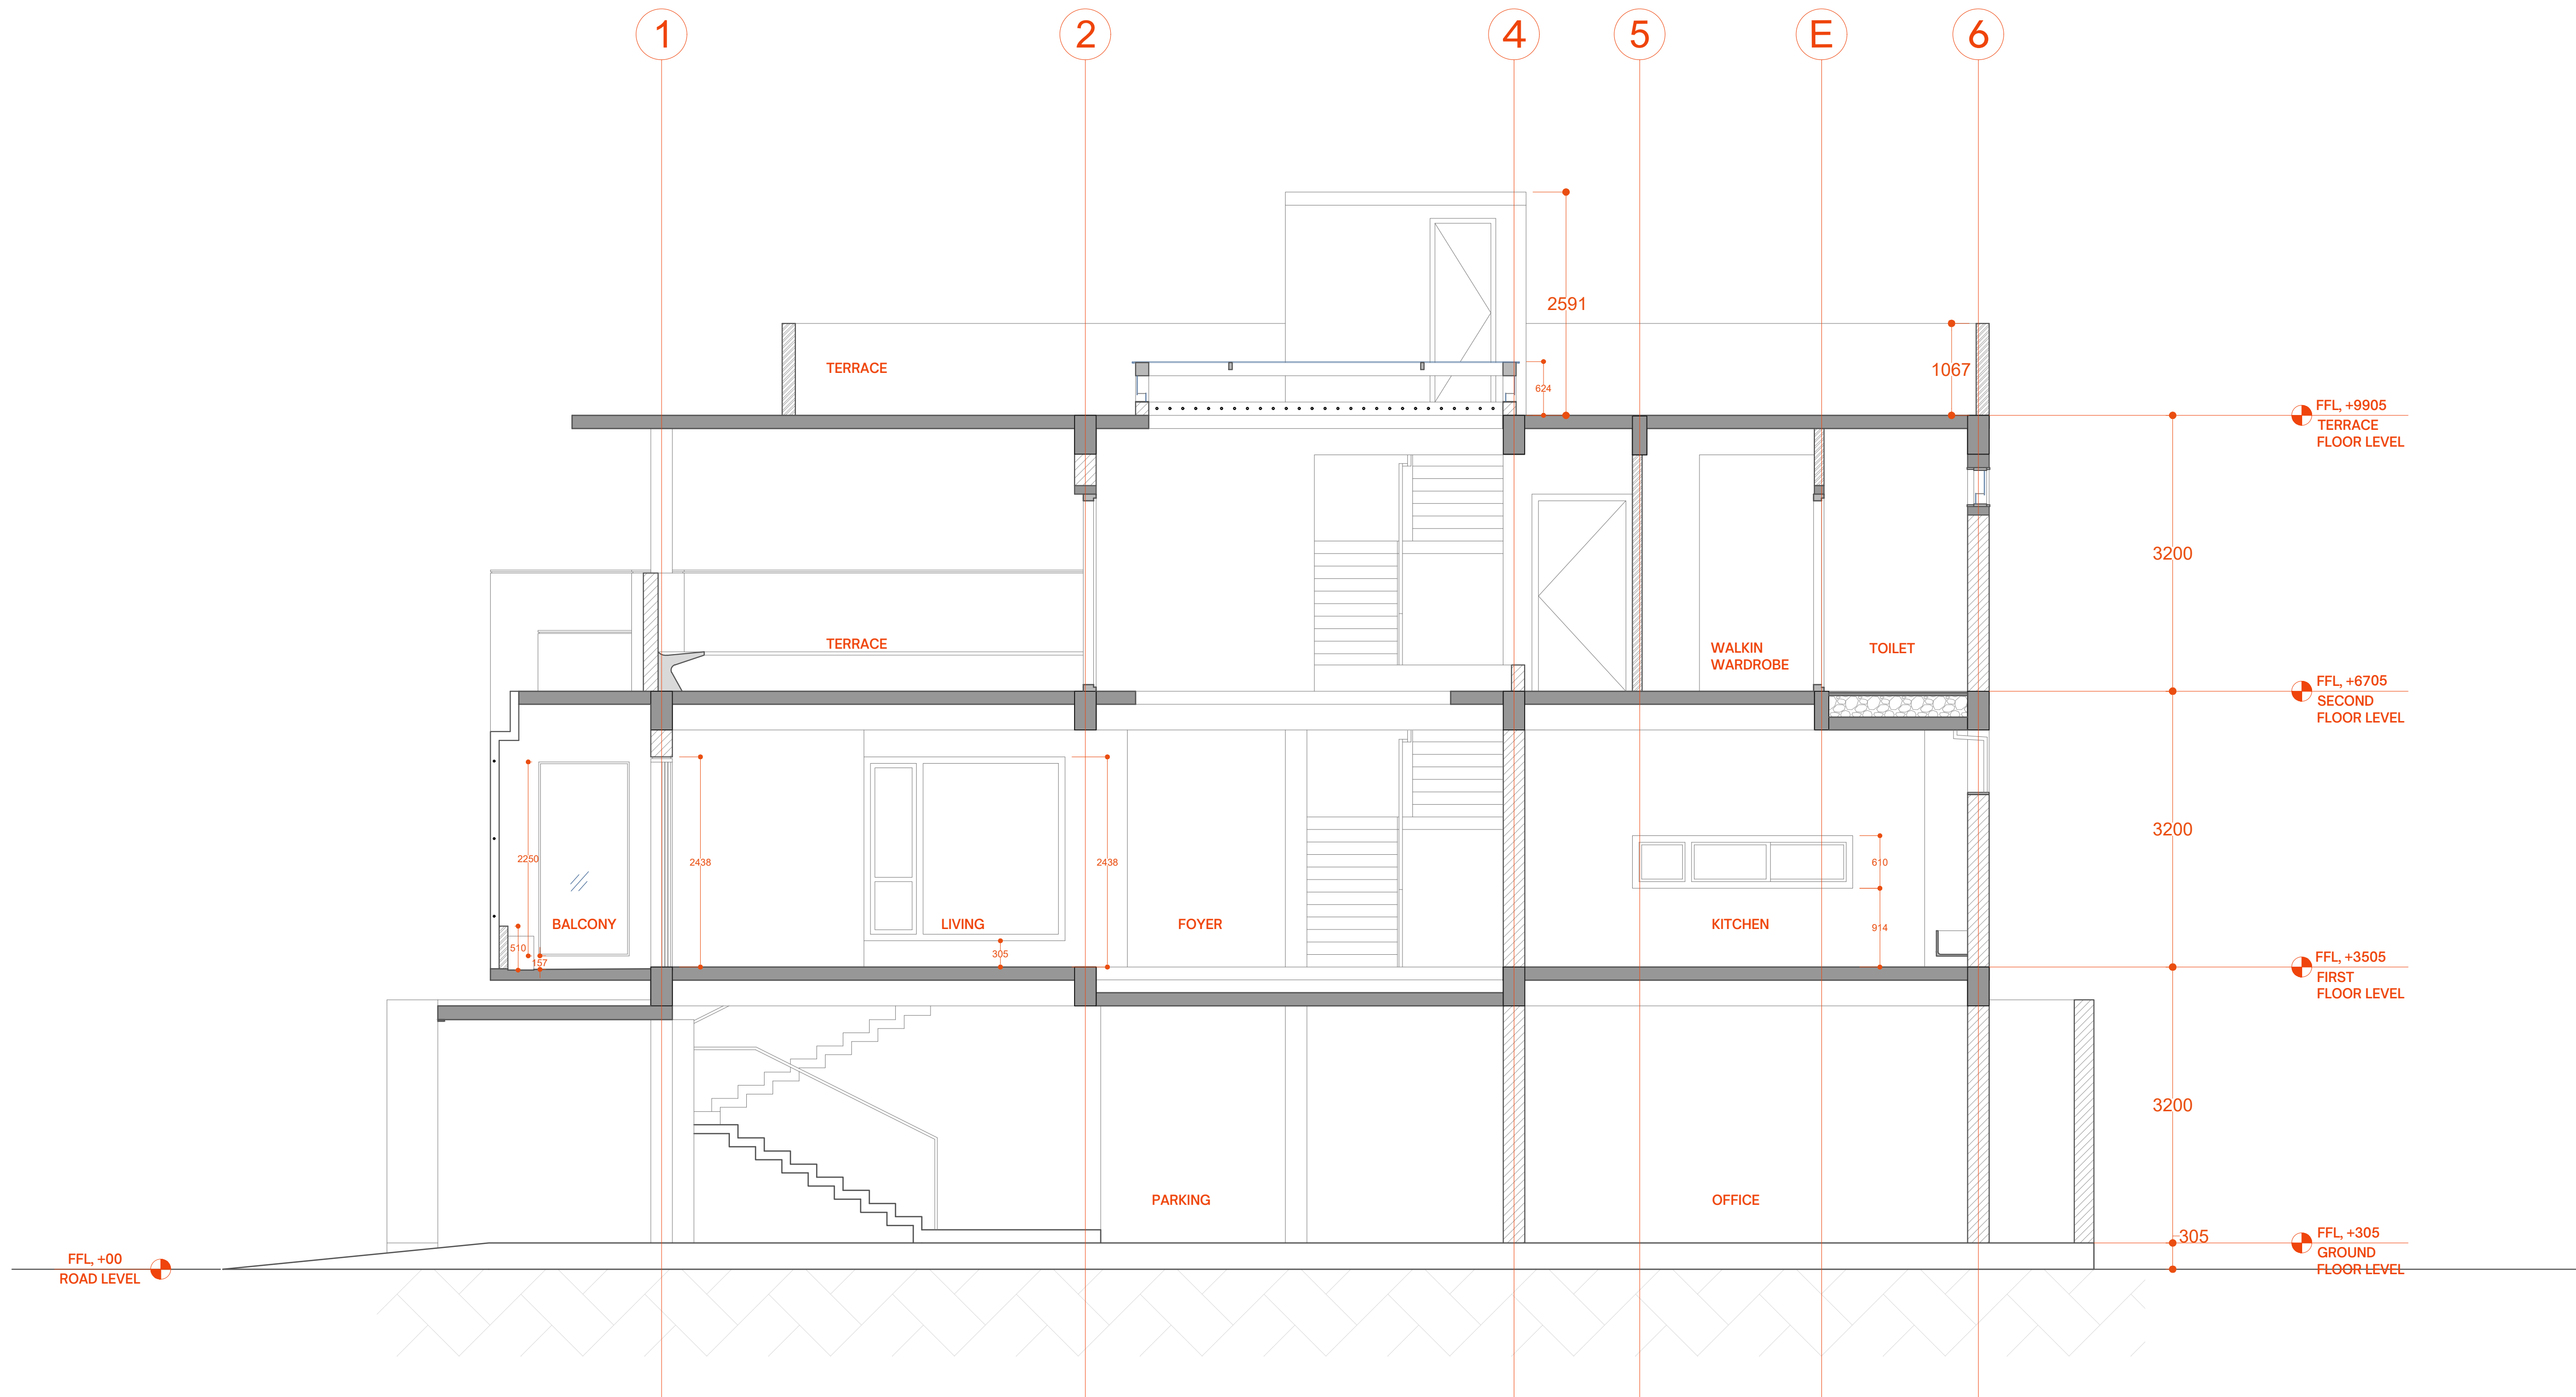 1 2 4 5 E 6
2591
1067
TERRACE
624
FFL, +9905
TERRACE
FLOOR LEVEL
3200
TERRACE
WALKIN
WARDROBE
TOILET
FFL, +6705
SECOND
FLOOR LEVEL
3200
2250
2438
2438
610
BALCONY
LIVING
FOYER
KITCHEN
914
510
157
305
FFL, +3505
FIRST
FLOOR LEVEL
3200
PARKING
OFFICE
305
FFL, +305
GROUND
FLOOR LEVEL
FFL, +00
ROAD LEVEL